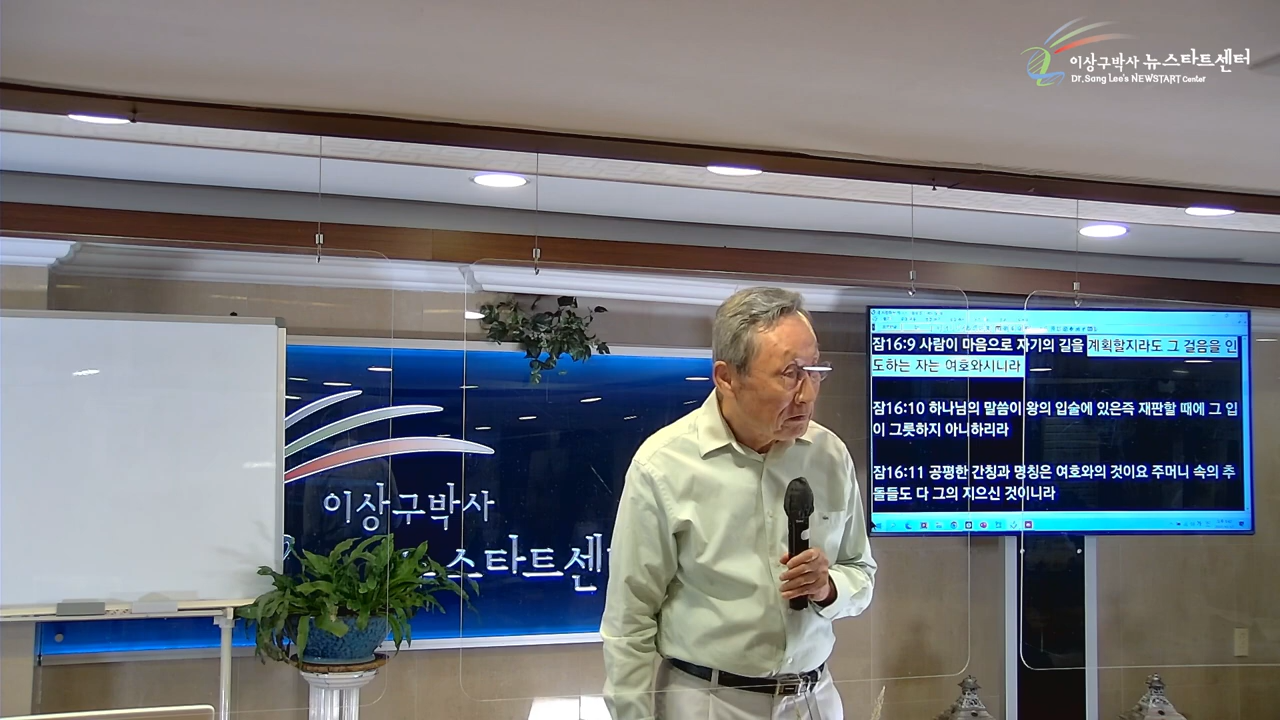 이상구박사 뉴스타트센터
Dr. Sang Lee's NEWSTART Center
잠16:9 사람이 마음으로 자기의 길을 계획할지라도 그 걸음을 인
도하는 자는 여호와시니라
잠16:10 하나님의 말씀이 왕의 입술에 있은즉 재판할 때에 그 입
이 그릇하지 아니하리라
잠16:11 공평한 간칭과 명칭은 여호와의 것이요 주머니 속의 추
돌들도 다 그의 지으신 것이니라
이상구박사
스타트센